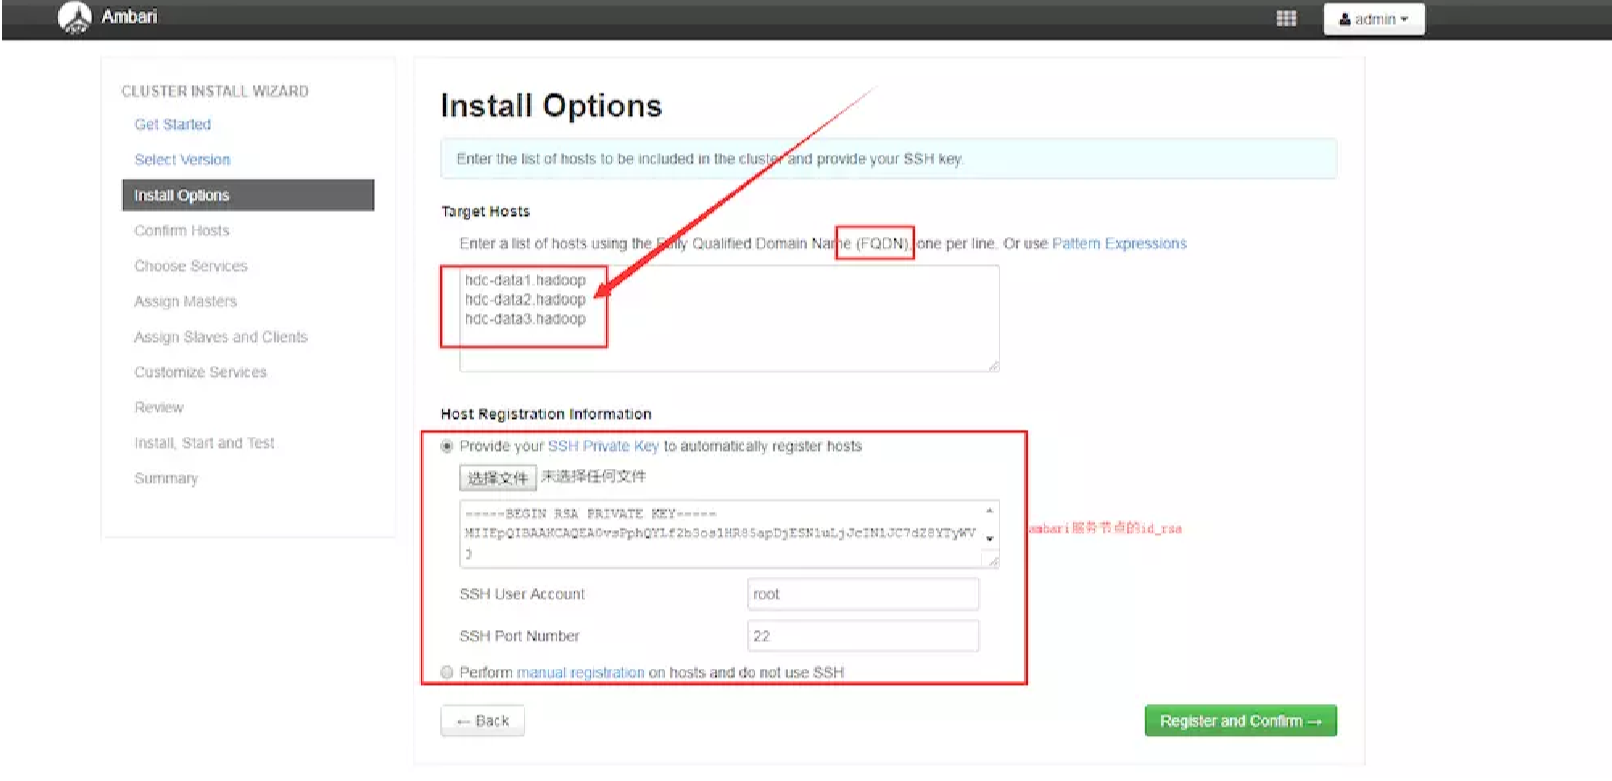 Ambari
admin
CLUSTER INSTALL WIZARD
Get Started
Select Version
Install Options
Confirm Hosts
Choose Services
Assign Masters
Assign Slaves and Clients
Customize Services
Review
Install, Start and Test
Summary
Install Options
Enter the list of hosts to be included in the cluster and provide your SSH key.
Target Hosts
Enter a list of hosts using the Fully Qualified Domain Name (FQDN), one per line. Or use Pattern Expressions
hdc-data1.hadoop
hdc-data2.hadoop
hdc-data3.hadoop
Host Registration Information
Provide your SSH Private Key to automatically register hosts
选择文件 未选择任何文件
-----BEGIN RSA PRIVATE KEY-----
ambari服务节点的id_rsa
SSH User Account root
SSH Port Number 22
Perform manual registration on hosts and do not use SSH
← Back
Register and Confirm →